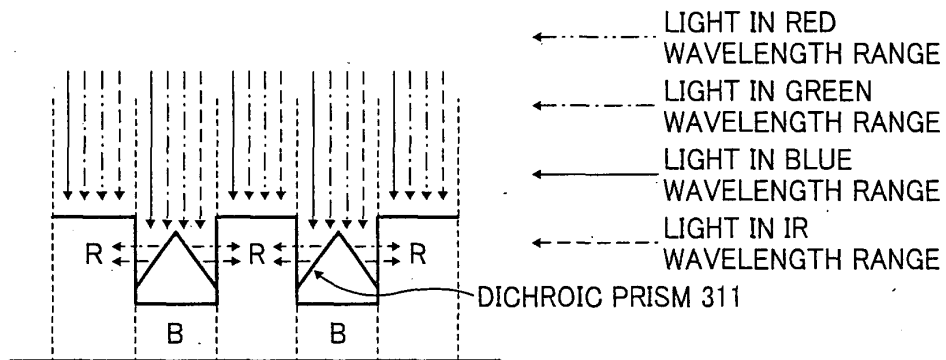 LIGHT IN RED
WAVELENGTH RANGE
LIGHT IN GREEN
WAVELENGTH RANGE
LIGHT IN BLUE
WAVELENGTH RANGE
LIGHT IN IR
WAVELENGTH RANGE
R R R
DICHROIC PRISM 311
B B